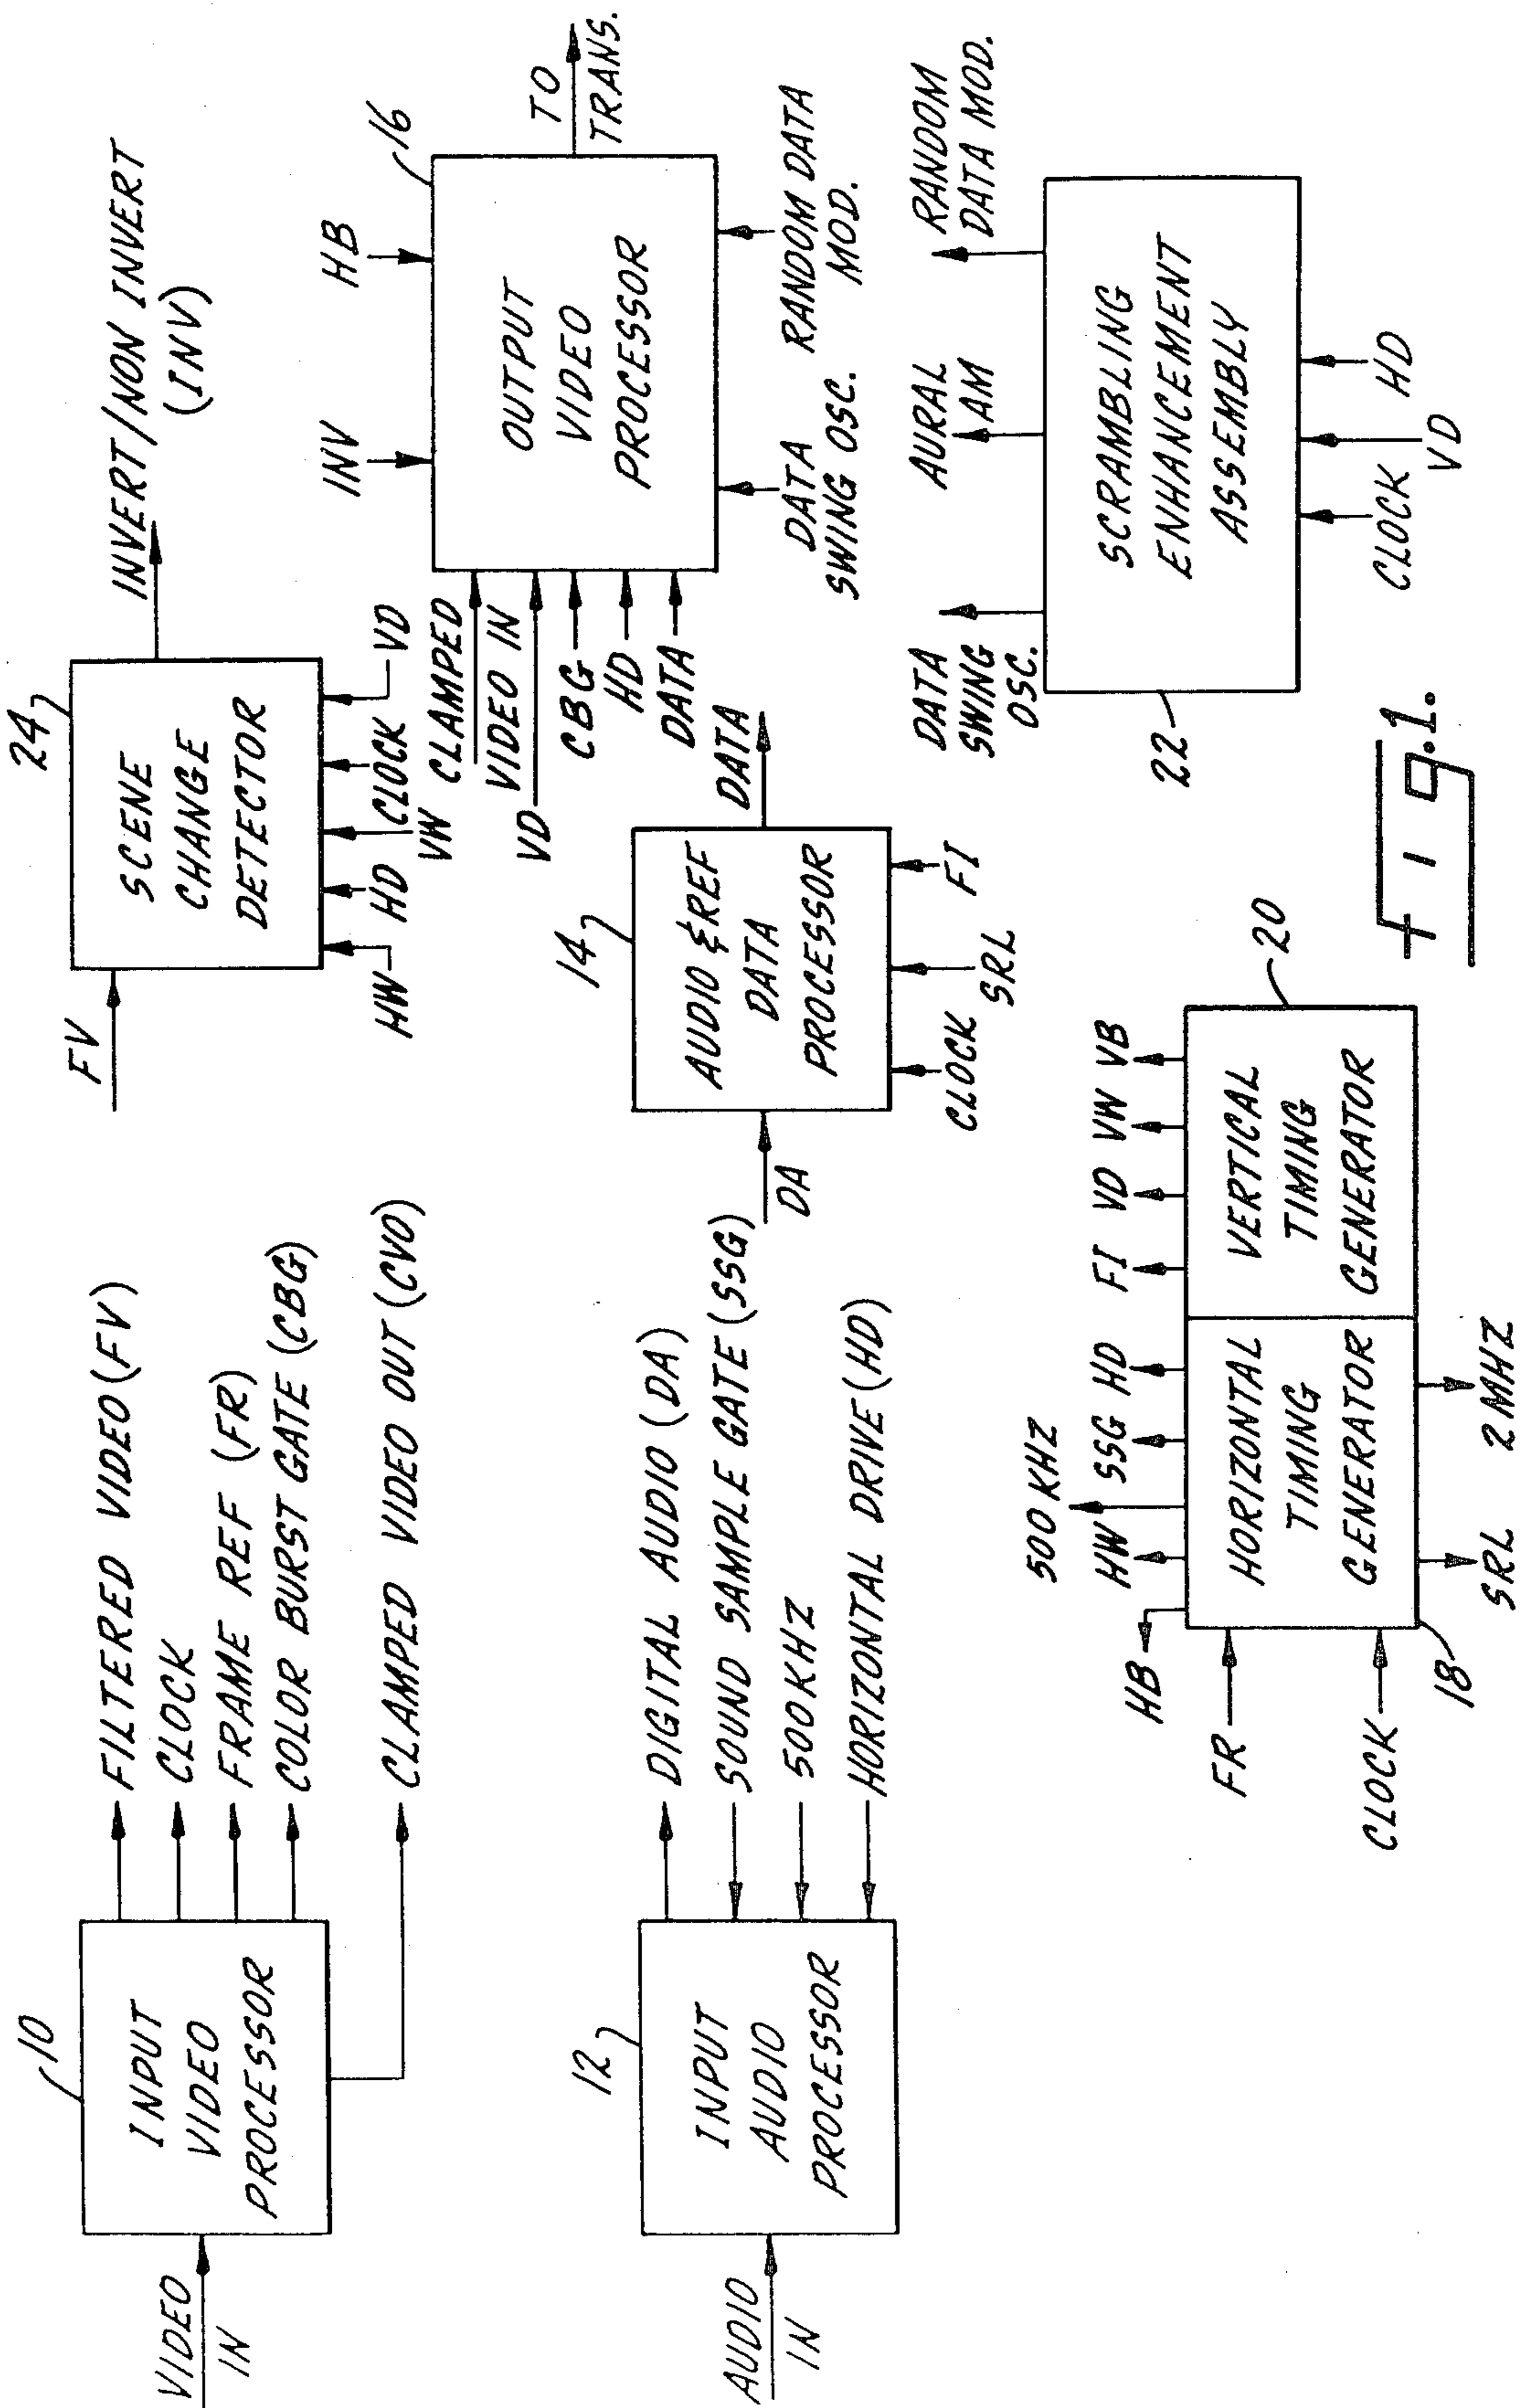 VIDEO
IN
10
INPUT
VIDEO
PROCESSOR
FILTERED VIDEO (FV)
CLOCK
FRAME REF (FR)
COLOR BURST GATE (CBG)
CLAMPED VIDEO OUT (CVO)
FV
24
SCENE
CHANGE
DETECTOR
HW
HD
VW
CLOCK
VD
INVERT/NON INVERT
(INV)
INV
HB
16
OUTPUT
VIDEO
PROCESSOR
CLAMPED
VIDEO IN
VD
CBG
HD
DATA
TO
TRANS.
DATA
SWING OSC.
RANDOM DATA
MOD.
AUDIO
IN
12
INPUT
AUDIO
PROCESSOR
DIGITAL AUDIO (DA)
SOUND SAMPLE GATE (SSG)
500KHZ
HORIZONTAL DRIVE (HD)
DA
14
AUDIO & REF
DATA
PROCESSOR
DATA
CLOCK
SRL
FI
FR
CLOCK
HB
HW
500 KHZ
SSG
HD
FI
VD
VW
VB
HORIZONTAL
TIMING
GENERATOR
VERTICAL
TIMING
GENERATOR
18
20
SRL
2 MHZ
DATA
SWING
OSC.
AURAL
AM
RANDOM
DATA MOD.
22
SCRAMBLING
ENHANCEMENT
ASSEMBLY
CLOCK
VD
HD
Fig.1.